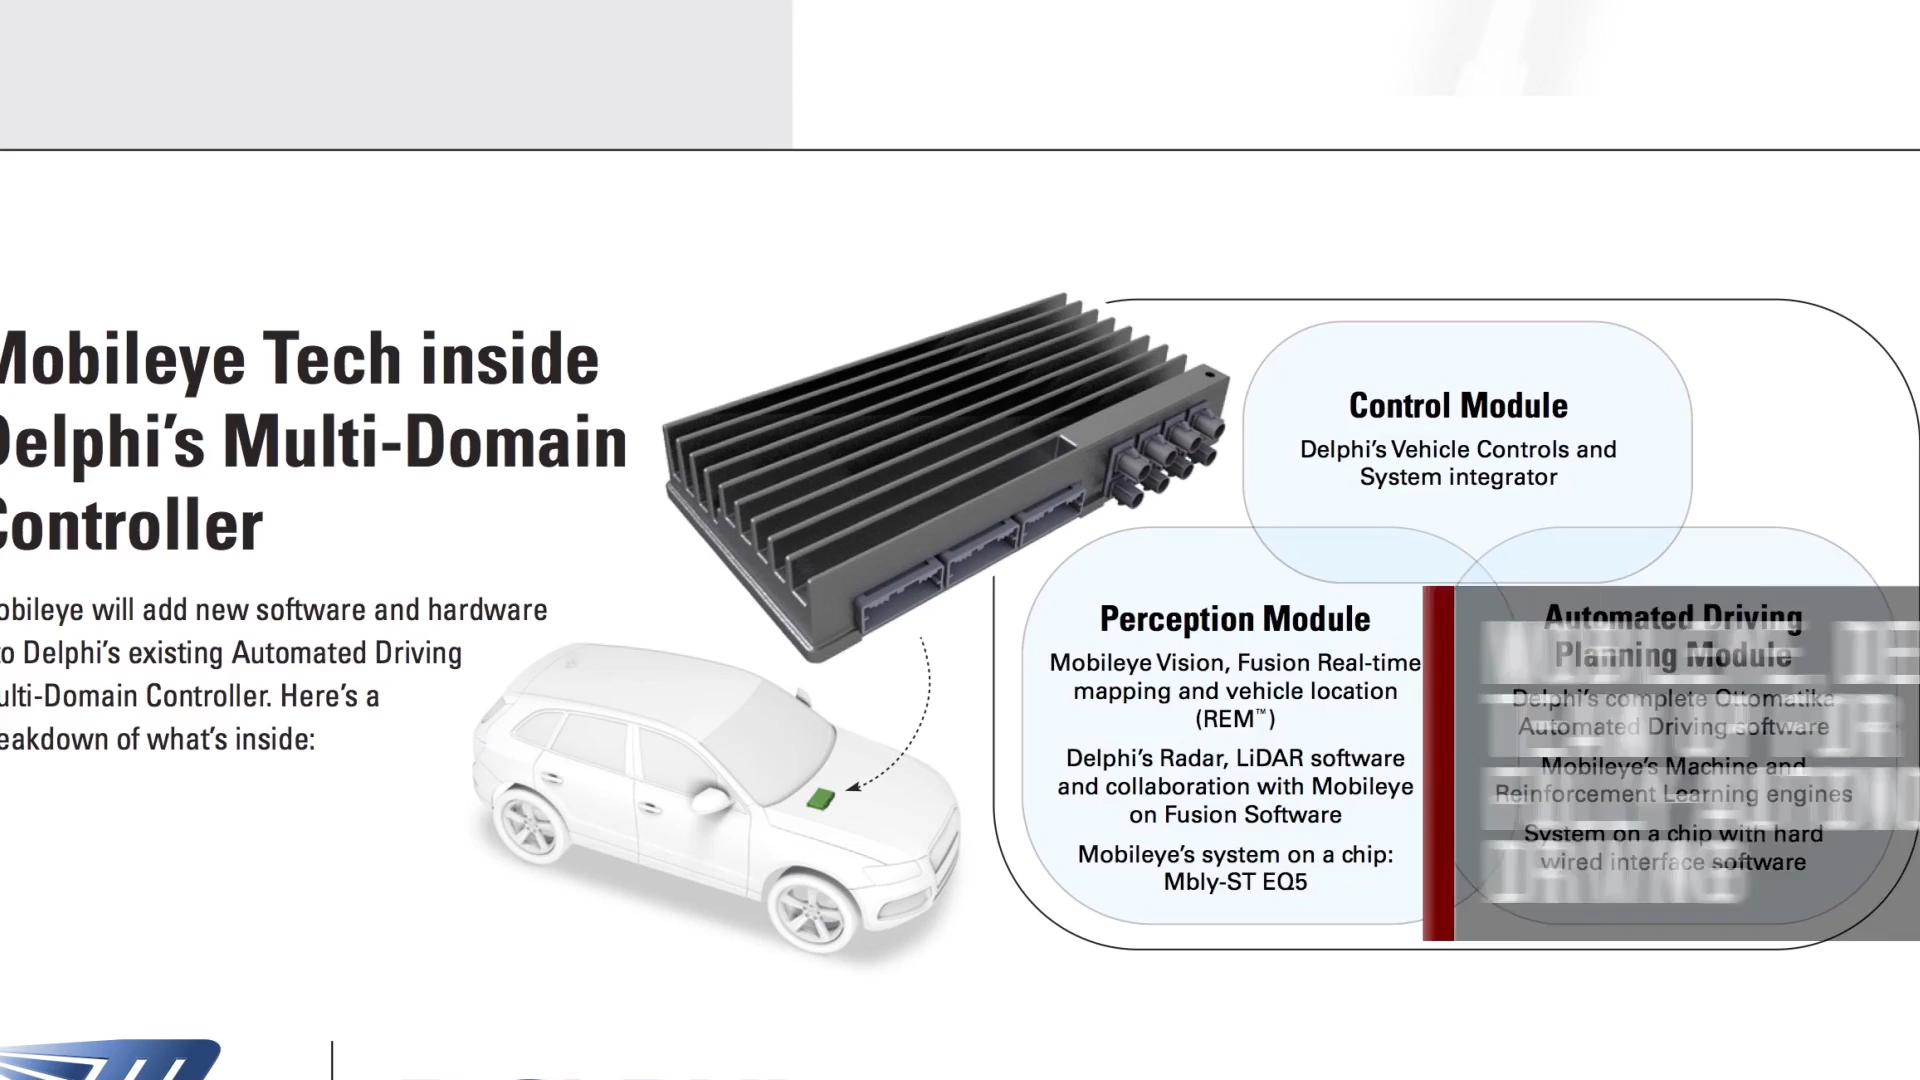 Mobileye Tech inside
Delphi's Multi-Domain
Controller
obileye will add new software and hardware
to Delphi's existing Automated Driving
ulti-Domain Controller. Here's a
eakdown of what's inside:
Control Module
Delphi's Vehicle Controls and
System integrator
Perception Module
Mobileye Vision, Fusion Real-time
mapping and vehicle location
(REM™)
Delphi's Radar, LiDAR software
and collaboration with Mobileye
on Fusion Software
Mobileye's system on a chip:
Mbly-ST EQ5
Automated Driving
Planning Module
Delphi's complete Ottomatika
Automated Driving software
Mobileye's Machine and
Reinforcement Learning engines
System on a chip with hard
wired interface software